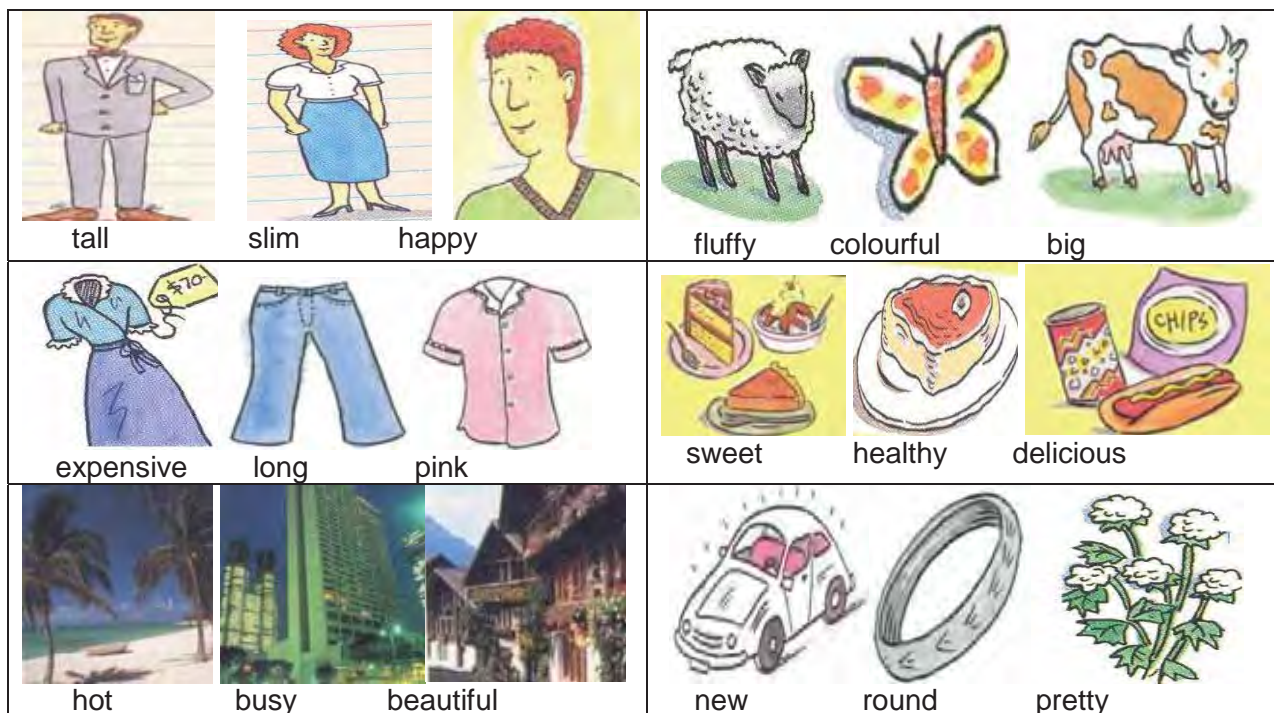 tall slim happy
fluffy colourful big
$70-
expensive long pink
CHIPS
sweet healthy delicious
hot busy beautiful
new round pretty